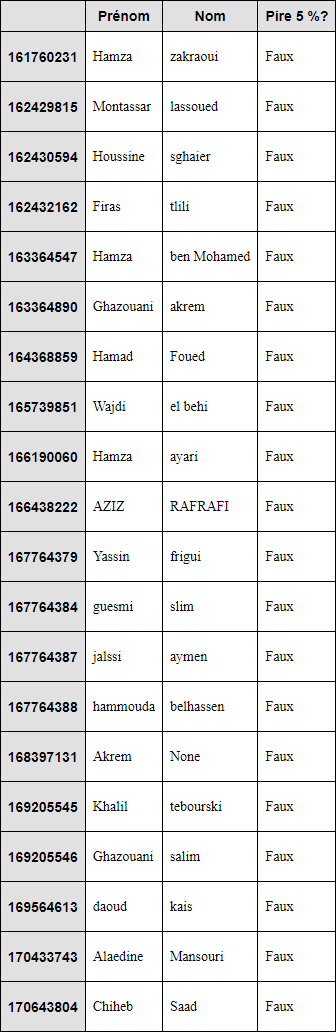 Prénom Nom Pire 5 %?
161760231 Hamza zakraoui Faux
162429815 Montassar lassoued Faux
162430594 Houssine sghaier Faux
162432162 Firas tlili Faux
163364547 Hamza ben Mohamed Faux
163364890 Ghazouani akrem Faux
164368859 Hamad Foued Faux
165739851 Wajdi el behi Faux
166190060 Hamza ayari Faux
166438222 AZIZ RAFRAFI Faux
167764379 Yassin frigui Faux
167764384 guesmi slim Faux
167764387 jalssi aymen Faux
167764388 hammouda belhassen Faux
168397131 Akrem None Faux
169205545 Khalil tebourski Faux
169205546 Ghazouani salim Faux
169564613 daoud kais Faux
170433743 Alaedine Mansouri Faux
170643804 Chiheb Saad Faux